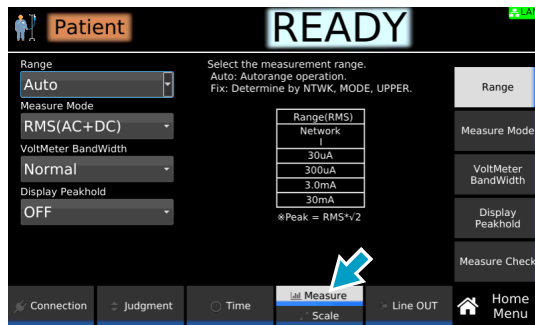 Patient
READY
LAN
Range
Auto
Measure Mode
RMS(AC+DC)
VoltMeter BandWidth
Normal
Display Peakhold
OFF
Select the measurement range.
Auto: Autorange operation.
Fix: Determine by NTWK, MODE, UPPER.
Range(RMS)
Network
I
30uA
300uA
3.0mA
30mA
※Peak = RMS*√2
Range
Measure Mode
VoltMeter
BandWidth
Display
Peakhold
Measure Check
Connection
Judgment
Time
Measure
Scale
Line OUT
Home
Menu